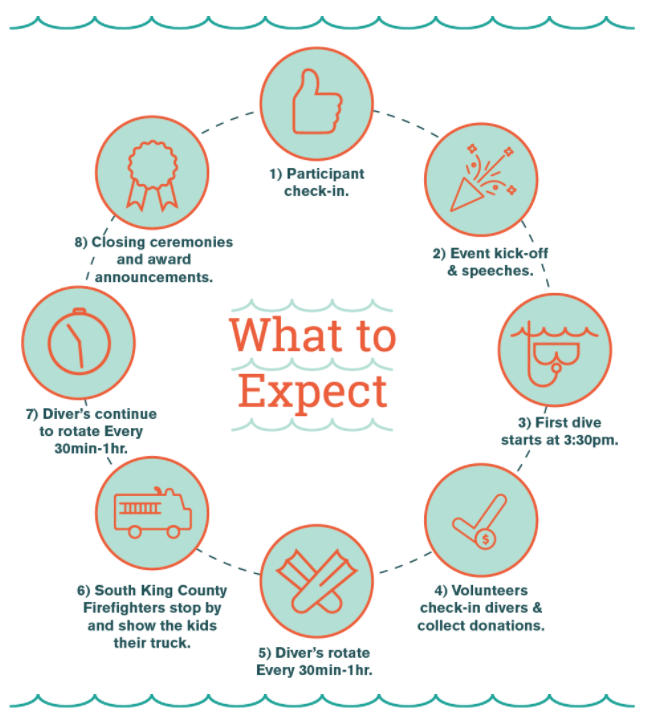 1) Participant
check-in.
2) Event kick-off
& speeches.
3) First dive
starts at 3:30pm.
4) Volunteers
check-in divers &
collect donations.
5) Diver's rotate
Every 30min-1hr.
6) South King County
Firefighters stop by
and show the kids
their truck.
7) Diver's continue
to rotate Every
30min-1hr.
8) Closing ceremonies
and award
announcements.
What to
Expect
$